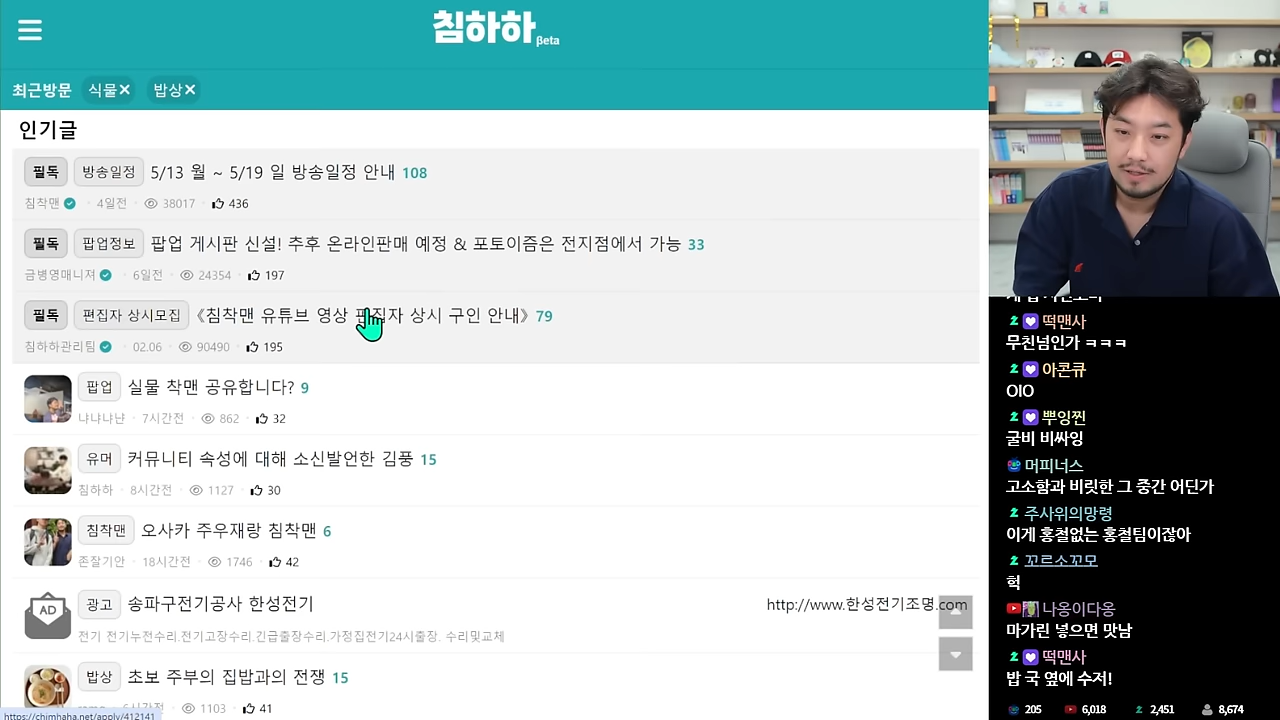 침하하 βeta
최근방문 식물✕ 밥상✕
인기글
필독 방송일정 5/13 월 ~ 5/19 일 방송일정 안내 108
침착맨 · 4일전 · 38017 · 436
필독 팝업정보 팝업 게시판 신설! 추후 온라인판매 예정 & 포토이즘은 전지점에서 가능 33
금병영매니저 · 6일전 · 24354 · 197
필독 편집자 상시모집 《침착맨 유튜브 영상 편집자 상시 구인 안내》 79
침하하관리팀 · 02.06 · 90490 · 195
팝업 실물 착맨 공유합니다? 9
냐냐냐냔 · 7시간전 · 862 · 32
유머 커뮤니티 속성에 대해 소신발언한 김풍 15
침하하 · 8시간전 · 1127 · 30
침착맨 오사카 주우재랑 침착맨 6
존잘기안 · 18시간전 · 1746 · 42
AD 광고 송파구전기공사 한성전기
http://www.한성전기조명.com
전기 전기누전수리,전기고장수리,긴급출장수리,가정집전기24시출장. 수리및교체
밥상 초보 주부의 집밥과의 전쟁 15
6시간전 · 1103 · 41
https://chimhaha.net/apply/412141
떡맨사
무친넘인가 ㅋㅋㅋ
아콘큐
OIO
뿌잉찐
굴비 비싸잉
머피너스
고소함과 비릿한 그 중간 어딘가
주사위의망령
이게 홍철없는 홍철팀이잖아
꼬르소꼬모
헉
나옹이다옹
마가린 넣으면 맛남
떡맨사
밥 국 옆에 수저!
205 6,018 2,451 8,674